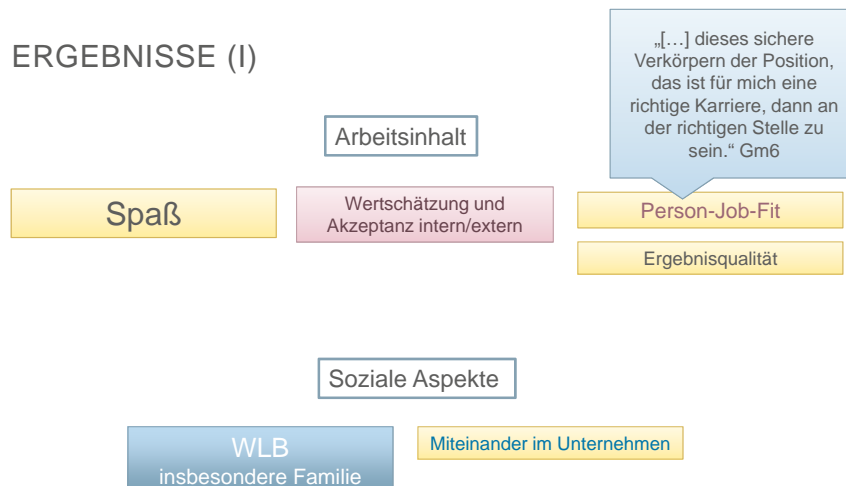 ERGEBNISSE (I)
„[…] dieses sichere
Verkörpern der Position,
das ist für mich eine
richtige Karriere, dann an
der richtigen Stelle zu
sein.“ Gm6
Arbeitsinhalt
Spaß
Wertschätzung und
Akzeptanz intern/extern
Person-Job-Fit
Ergebnisqualität
Soziale Aspekte
WLB
insbesondere Familie
Miteinander im Unternehmen